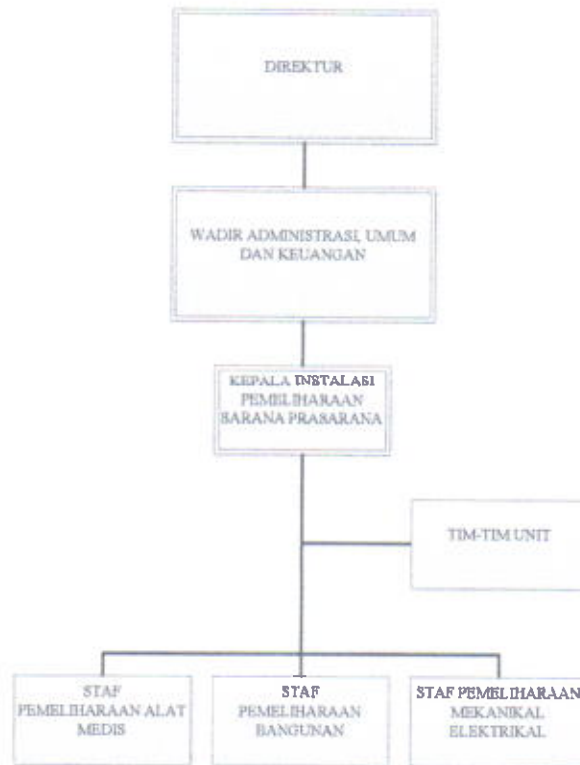 DIREKTUR
WADIR ADMINISTRASI, UMUM
DAN KEUANGAN
KEPALA INSTALASI
PEMELIHARAAN
SARANA PRASARANA
TIM-TIM UNIT
STAF
PEMELIHARAAN ALAT
MEDIS
STAF
PEMELIHARAAN
BANGUNAN
STAF PEMELIHARAAN
MEKANIKAL
ELEKTRIKAL